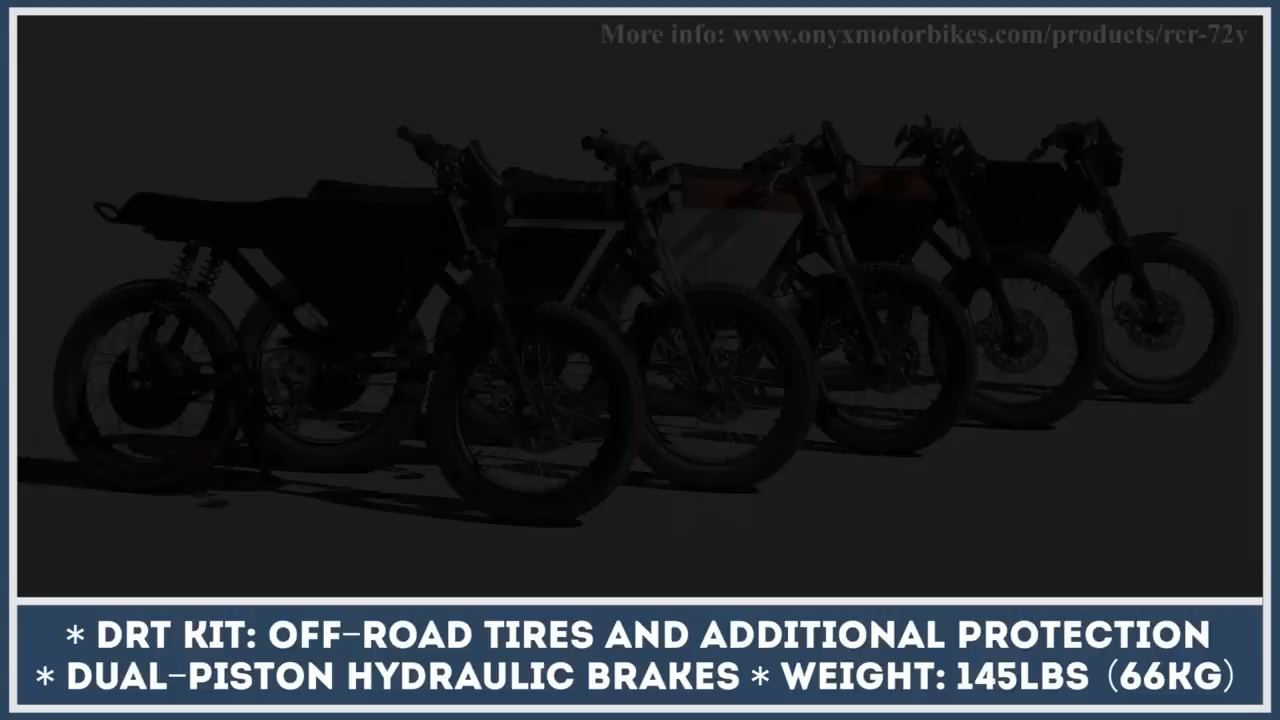 More info: www.onyxmotorbikes.com/products/rcr-72v
* DRT KIT: OFF-ROAD TIRES AND ADDITIONAL PROTECTION
* DUAL-PISTON HYDRAULIC BRAKES * WEIGHT: 145LBS (66KG)